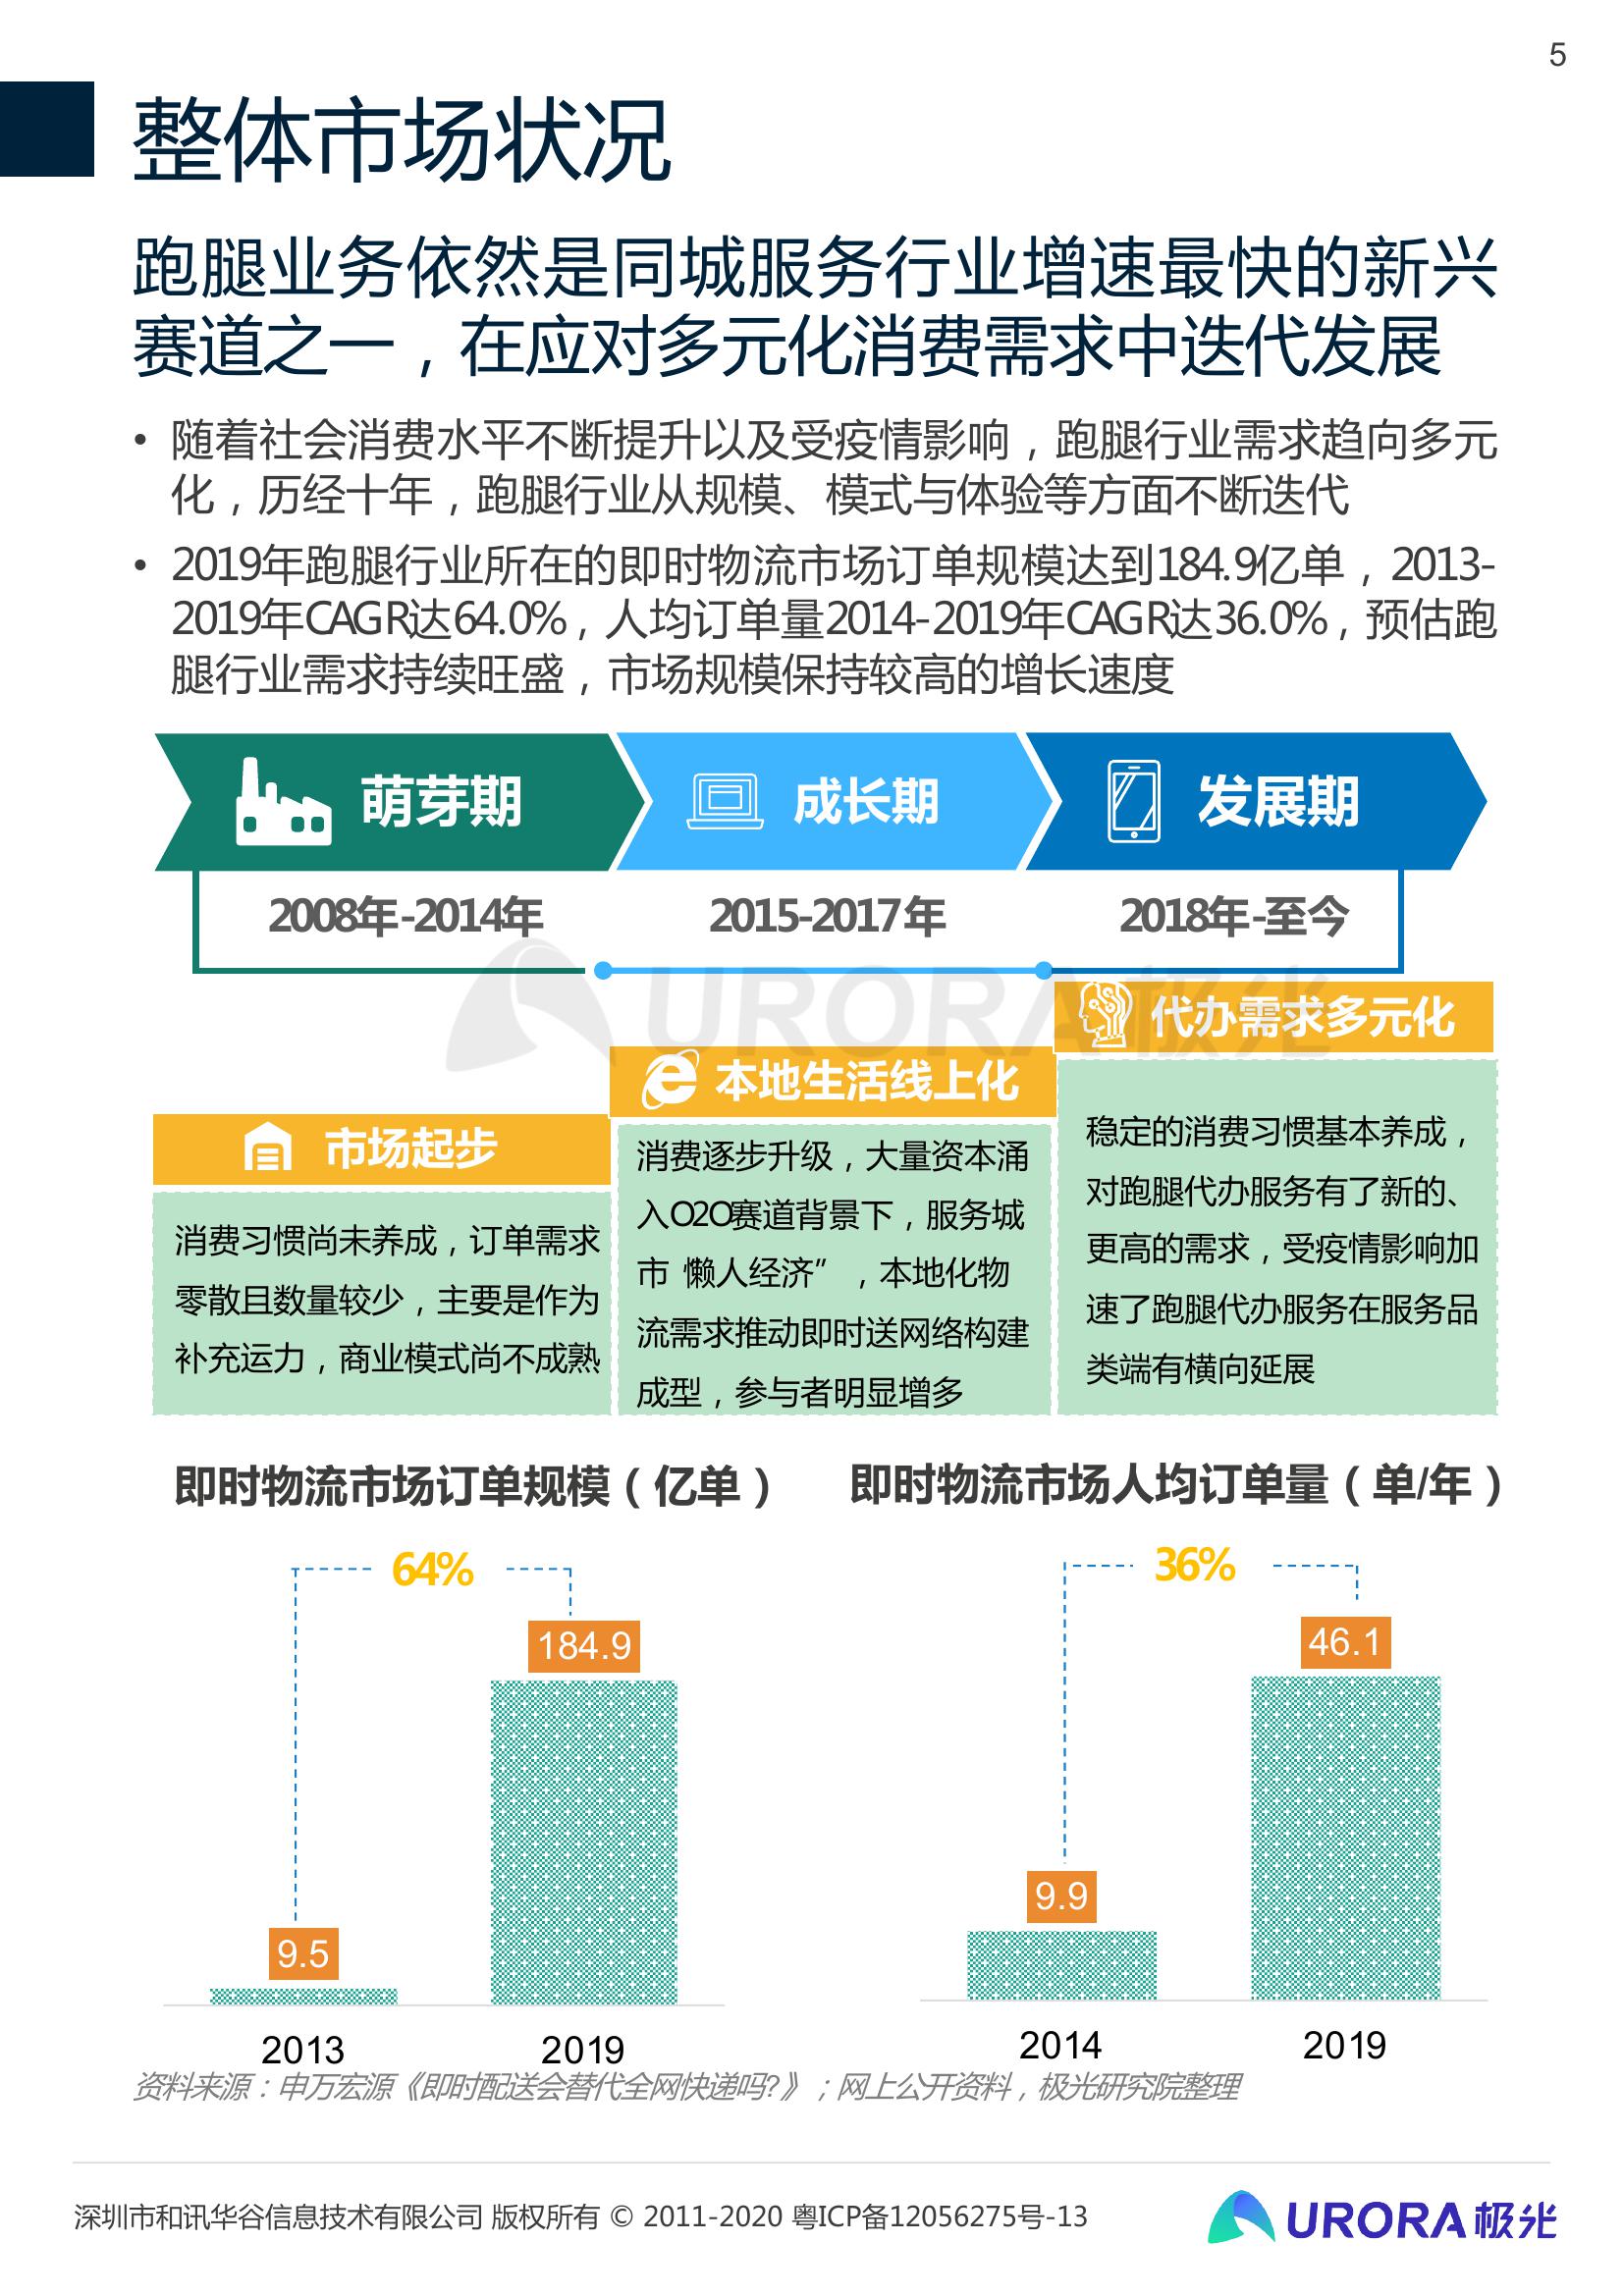 5
整体市场状况
跑腿业务依然是同城服务行业增速最快的新兴
赛道之一，在应对多元化消费需求中迭代发展
• 随着社会消费水平不断提升以及受疫情影响，跑腿行业需求趋向多元
化，历经十年，跑腿行业从规模、模式与体验等方面不断迭代
• 2019年跑腿行业所在的即时物流市场订单规模达到184.9亿单，2013-
2019年CAGR达64.0%，人均订单量2014-2019年CAGR达36.0%，预估跑
腿行业需求持续旺盛，市场规模保持较高的增长速度
萌芽期
成长期
发展期
2008年-2014年
2015-2017年
2018年-至今
URORA极光
市场起步
消费习惯尚未养成，订单需求
零散且数量较少，主要是作为
补充运力，商业模式尚不成熟
本地生活线上化
消费逐步升级，大量资本涌
入O2O赛道背景下，服务城
市 懒人经济”，本地化物
流需求推动即时送网络构建
成型，参与者明显增多
代办需求多元化
稳定的消费习惯基本养成，
对跑腿代办服务有了新的、
更高的需求，受疫情影响加
速了跑腿代办服务在服务品
类端有横向延展
即时物流市场订单规模（亿单）
64%
184.9
9.5
2013
2019
即时物流市场人均订单量（单/年）
36%
46.1
9.9
2014
2019
资料来源：申万宏源《即时配送会替代全网快递吗?》；网上公开资料，极光研究院整理
深圳市和讯华谷信息技术有限公司 版权所有 © 2011-2020 粤ICP备12056275号-13
URORA极光